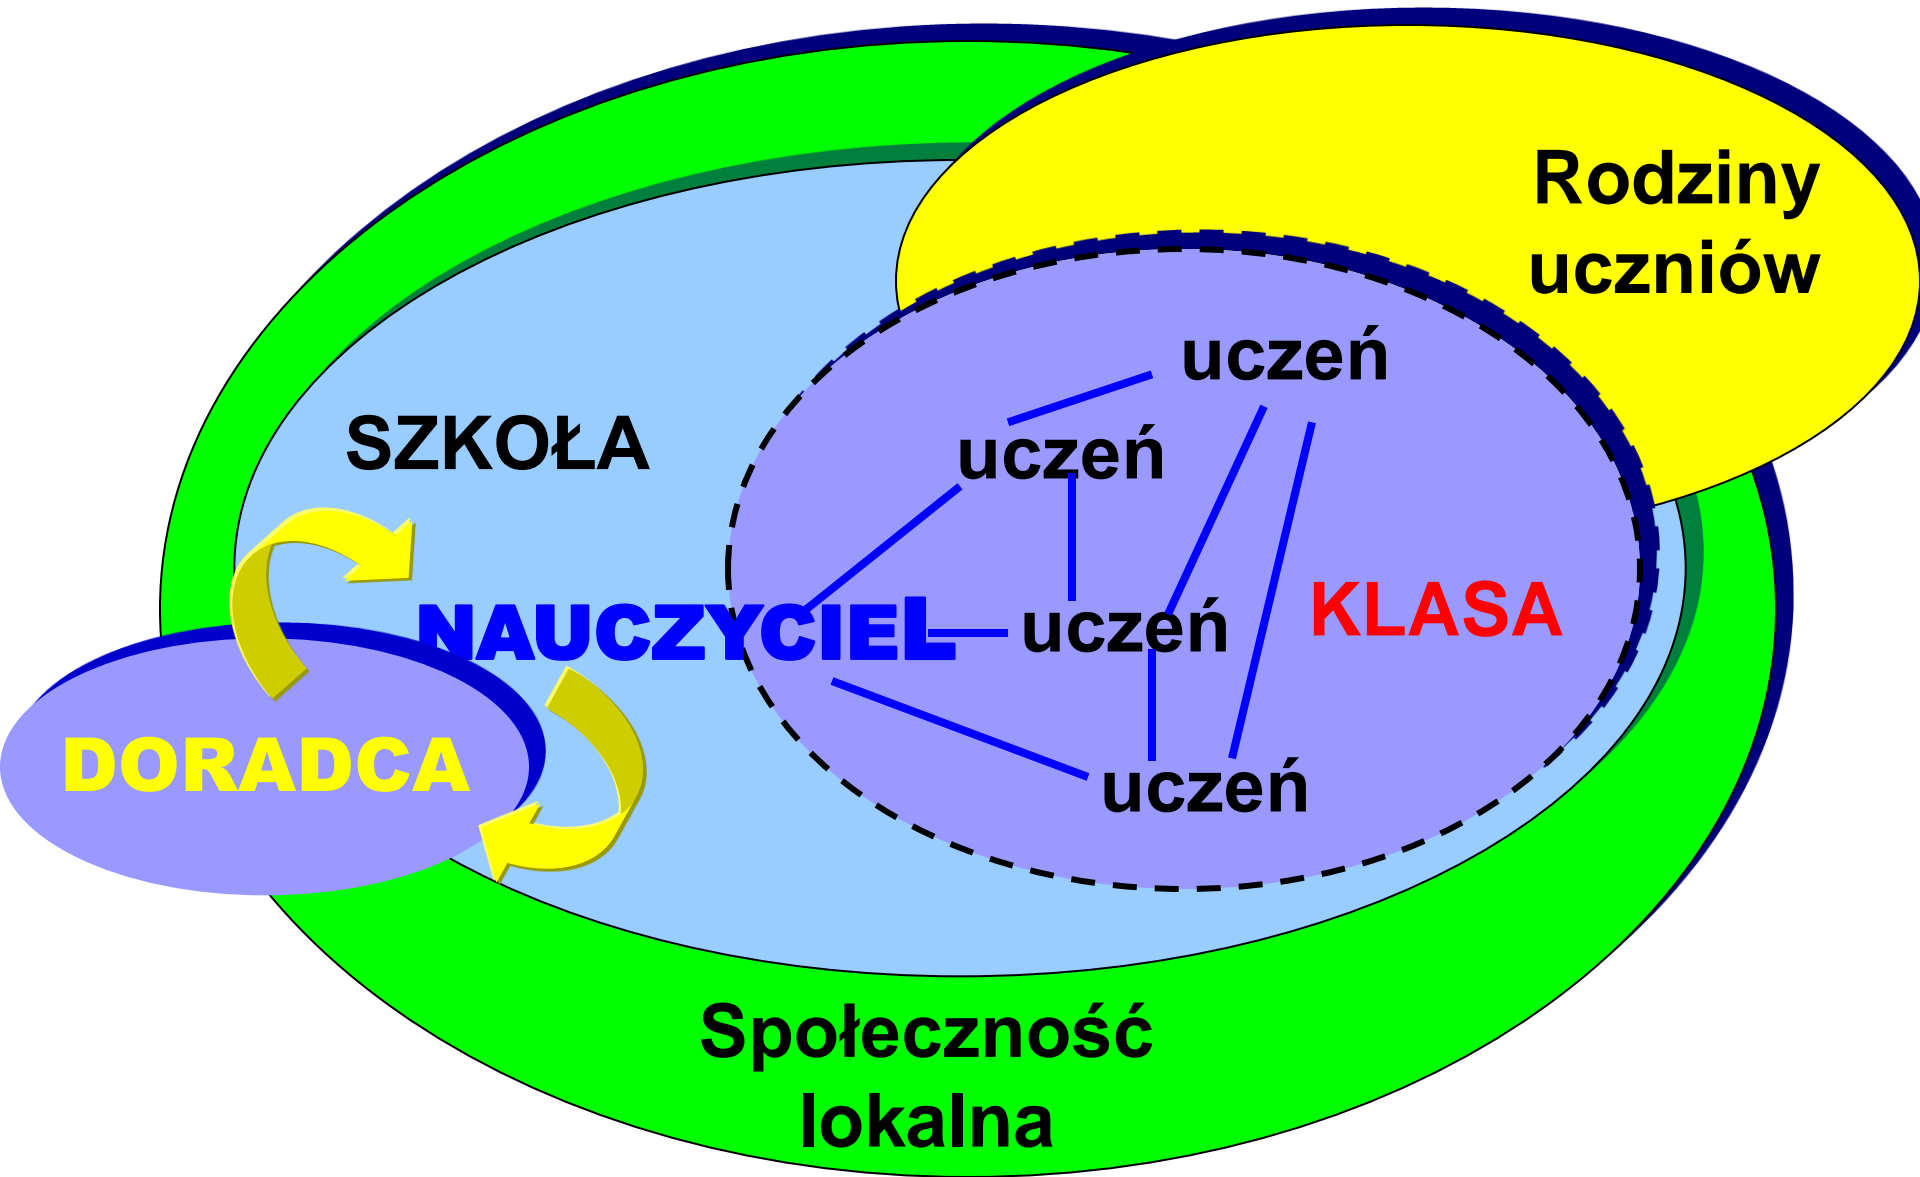 Rodziny
uczniów
uczeń
SZKOŁA
uczeń
NAUCZYCIEL
uczeń
KLASA
DORADCA
uczeń
Społeczność
lokalna